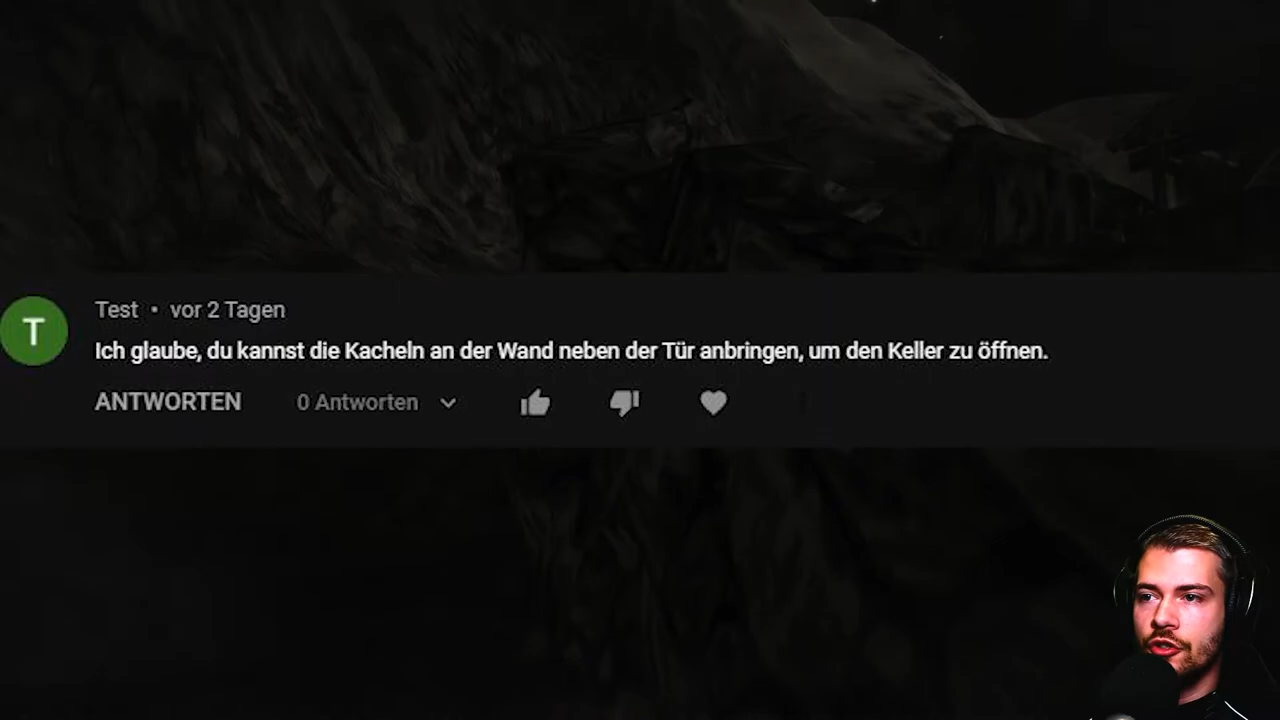 T
Test • vor 2 Tagen
Ich glaube, du kannst die Kacheln an der Wand neben der Tür anbringen, um den Keller zu öffnen.
ANTWORTEN 0 Antworten